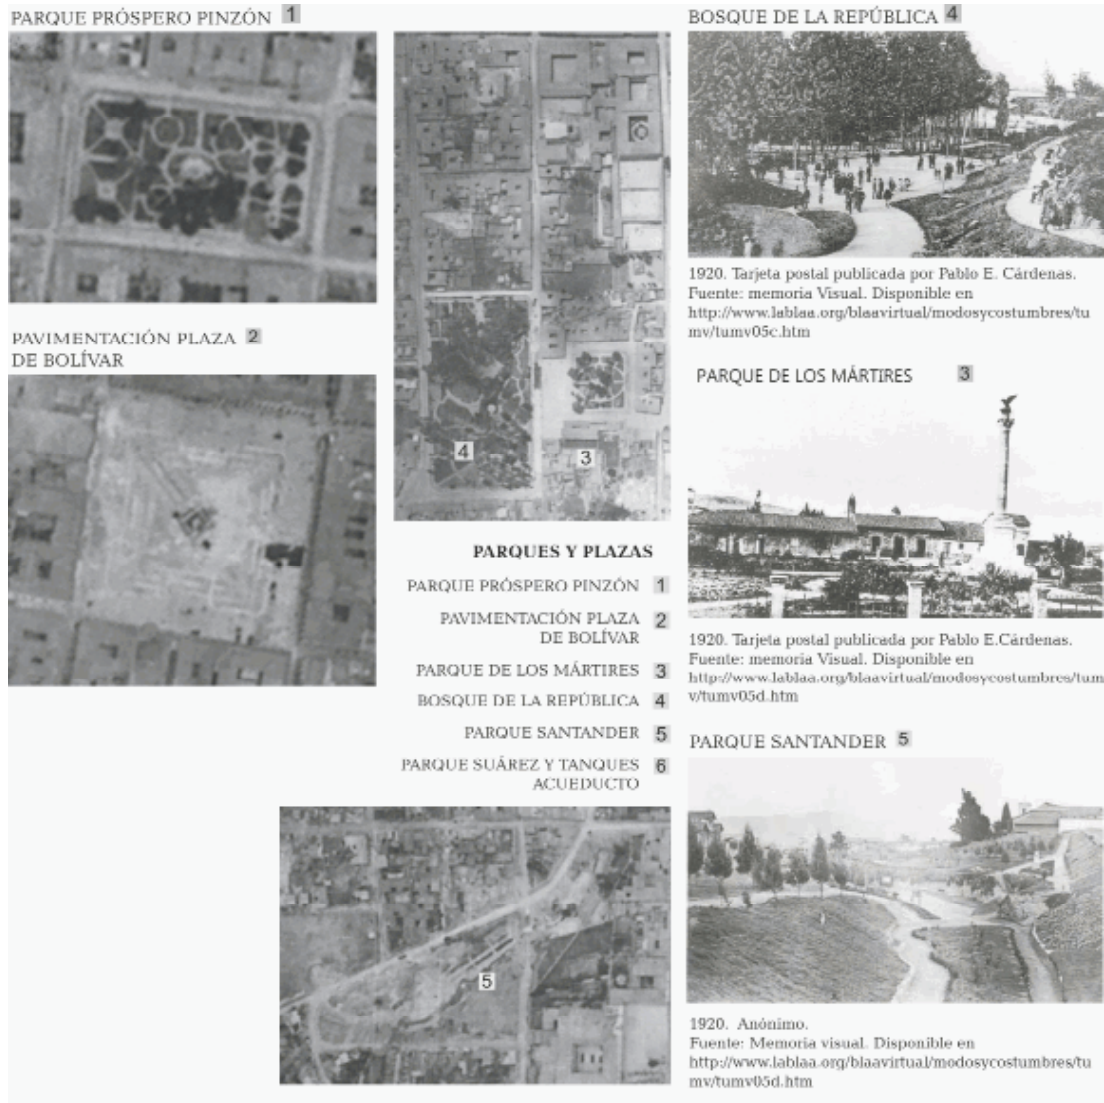 PARQUE PRÓSPERO PINZÓN 1
PAVIMENTACIÓN PLAZA 2
DE BOLÍVAR
4
3
PARQUES Y PLAZAS
PARQUE PRÓSPERO PINZÓN 1
PAVIMENTACIÓN PLAZA 2
DE BOLÍVAR
PARQUE DE LOS MÁRTIRES 3
BOSQUE DE LA REPÚBLICA 4
PARQUE SANTANDER 5
PARQUE SUÁREZ Y TANQUES 6
ACUEDUCTO
5
BOSQUE DE LA REPÚBLICA 4
1920. Tarjeta postal publicada por Pablo E. Cárdenas.
Fuente: memoria Visual. Disponible en
http://www.lablaa.org/blaavirtual/modosycostumbres/tu
mv/tumv05c.htm
PARQUE DE LOS MÁRTIRES 3
1920. Tarjeta postal publicada por Pablo E.Cárdenas.
Fuente: memoria Visual. Disponible en
http://www.lablaa.org/blaavirtual/modosycostumbres/tum
v/tumv05d.htm
PARQUE SANTANDER 5
1920. Anónimo.
Fuente: Memoria visual. Disponible en
http://www.lablaa.org/blaavirtual/modosycostumbres/tu
mv/tumv05d.htm